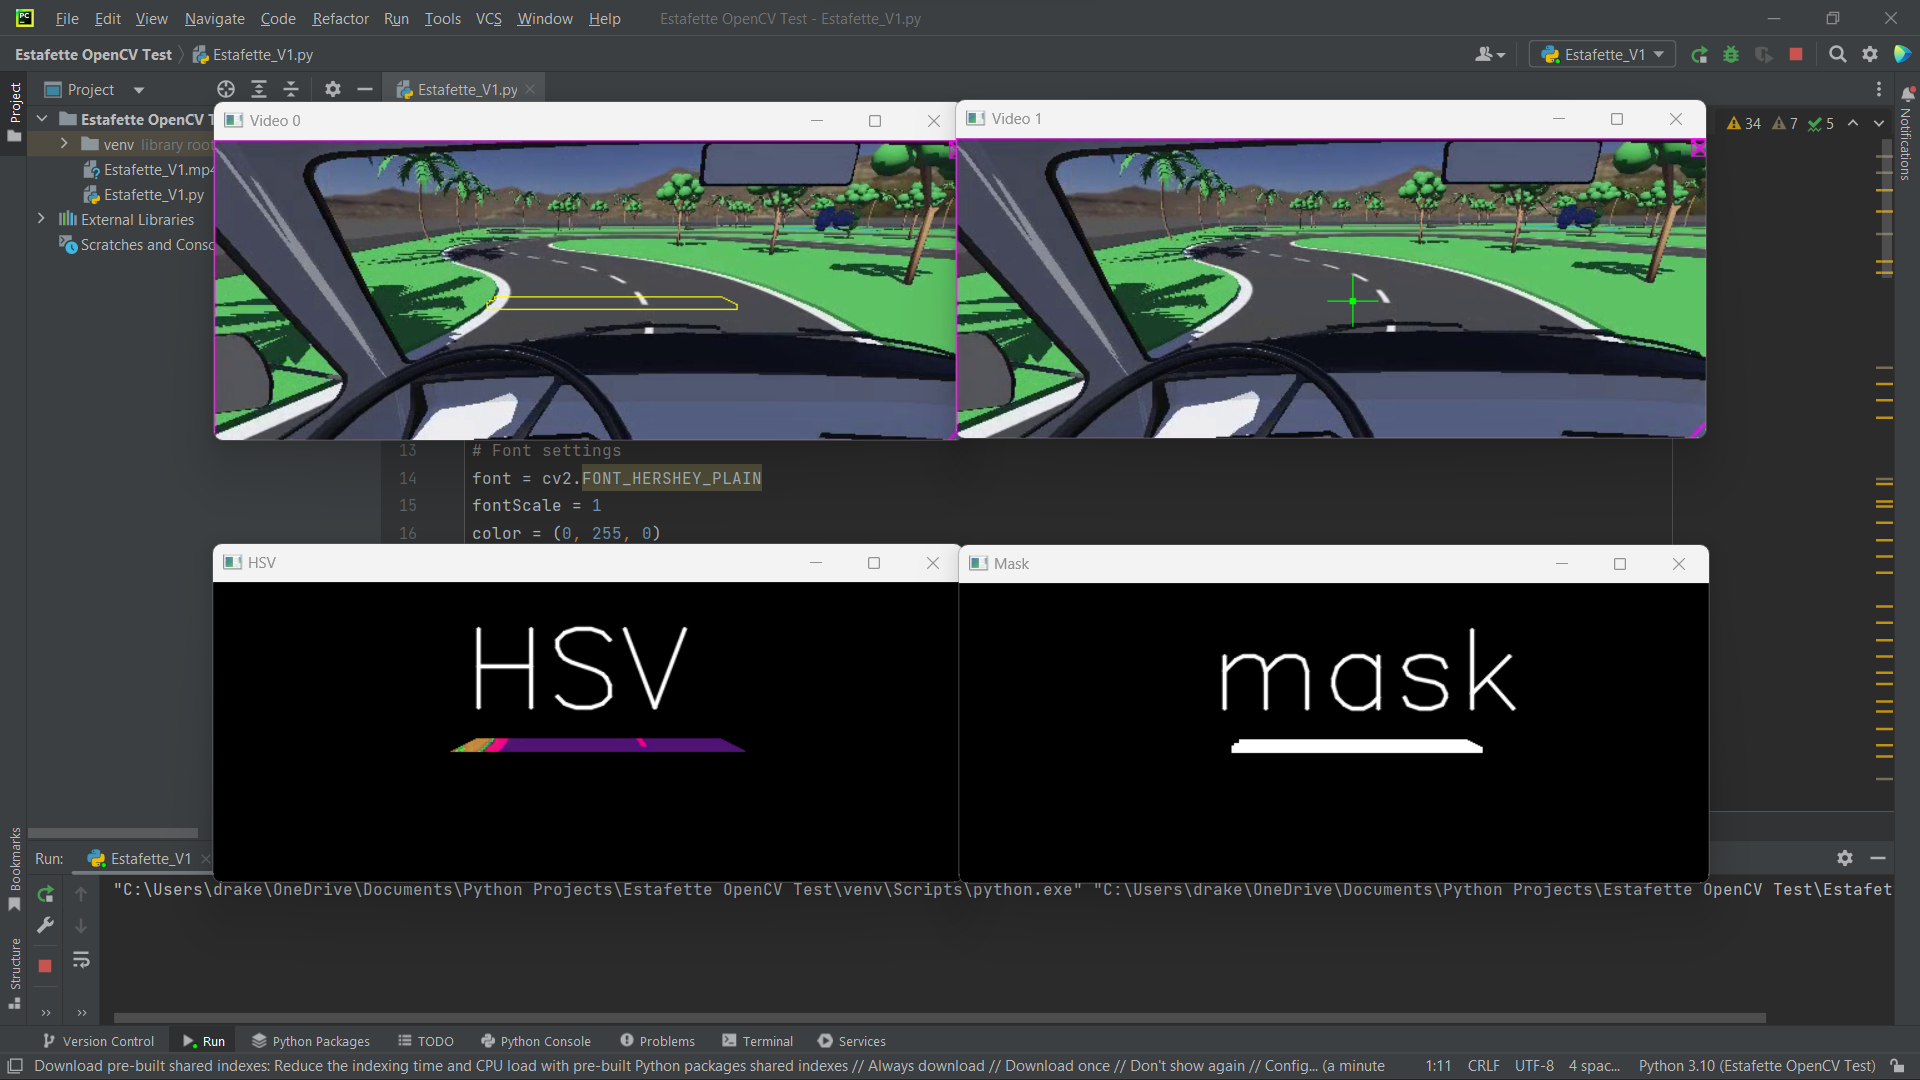 PC File Edit View Navigate Code Refactor Run Tools VCS Window Help Estafette OpenCV Test - Estafette_V1.py
Estafette OpenCV Test Estafette_V1.py Estafette_V1
Project Project Estafette_V1.py
Estafette OpenCV T
venv library root
Estafette_V1.mp4
Estafette_V1.py
External Libraries
Scratches and Conso
Video 0
Video 1
34 7 5
Notifications
13 # Font settings
14 font = cv2.FONT_HERSHEY_PLAIN
15 fontScale = 1
16 color = (0, 255, 0)
HSV
HSV
Mask
mask
Bookmarks
Structure
Run: Estafette_V1
"C:\Users\drake\OneDrive\Documents\Python Projects\Estafette OpenCV Test\venv\Scripts\python.exe" "C:\Users\drake\OneDrive\Documents\Python Projects\Estafette OpenCV Test\Estafet
Version Control Run Python Packages TODO Python Console Problems Terminal Services
Download pre-built shared indexes: Reduce the indexing time and CPU load with pre-built Python packages shared indexes // Always download // Download once // Don't show again // Config... (a minute 1:11 CRLF UTF-8 4 spac... Python 3.10 (Estafette OpenCV Test)